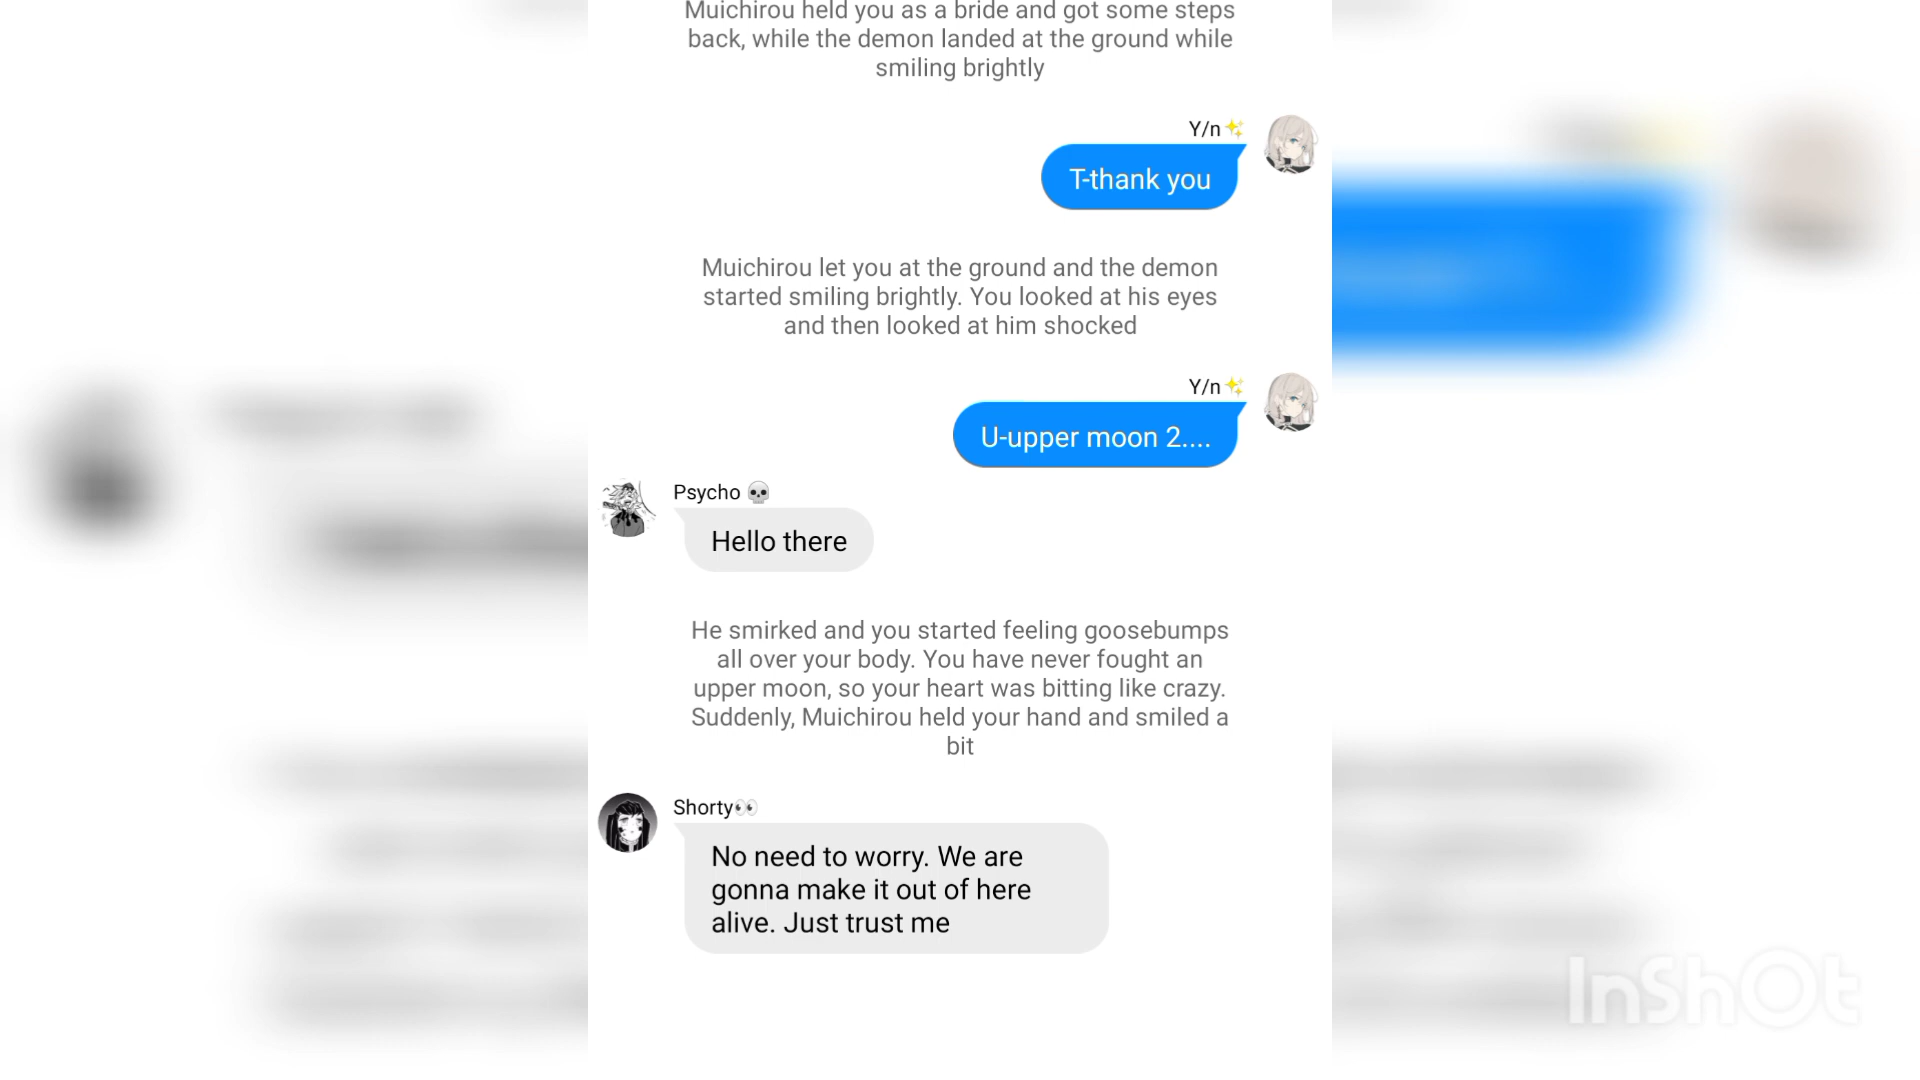 Muichirou held you as a bride and got some steps
back, while the demon landed at the ground while
smiling brightly
Y/n✨
T-thank you
Muichirou let you at the ground and the demon
started smiling brightly. You looked at his eyes
and then looked at him shocked
Y/n✨
U-upper moon 2....
Psycho 💀
Hello there
He smirked and you started feeling goosebumps
all over your body. You have never fought an
upper moon, so your heart was bitting like crazy.
Suddenly, Muichirou held your hand and smiled a
bit
Shorty👀
No need to worry. We are
gonna make it out of here
alive. Just trust me
InShOt